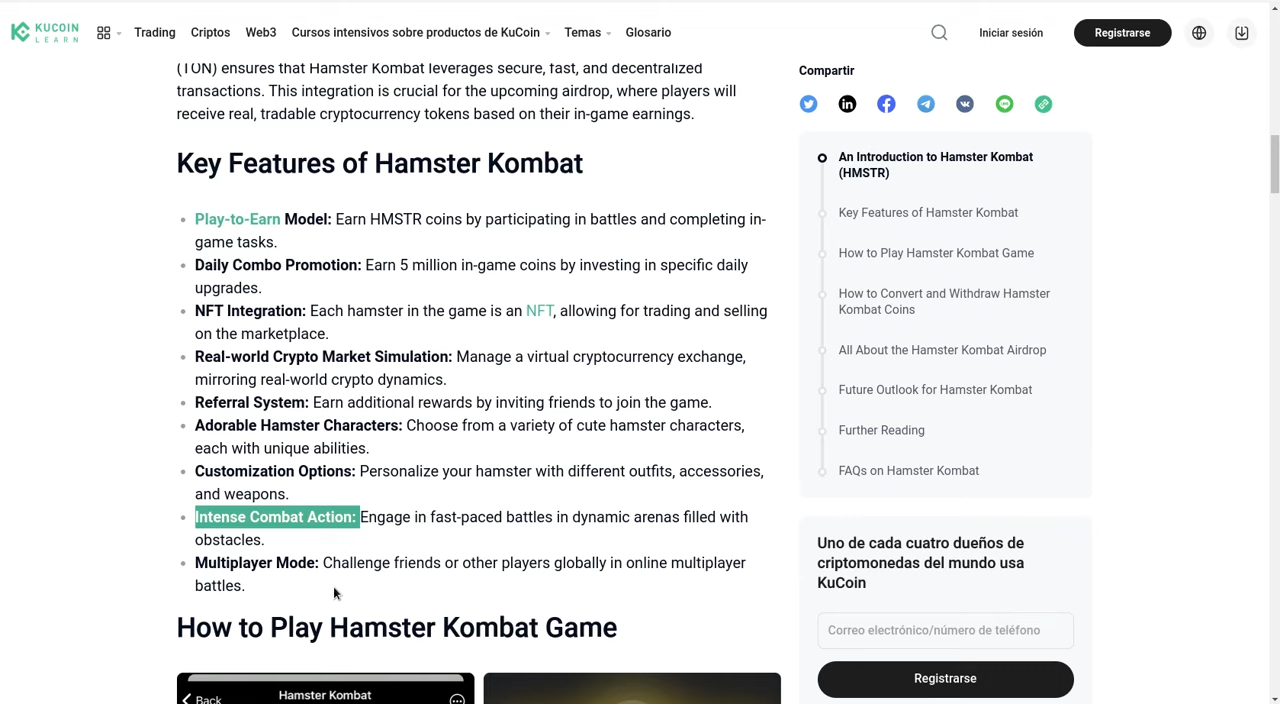 KUCOIN
LEARN
Trading
Criptos
Web3
Cursos intensivos sobre productos de KuCoin
Temas
Glosario
Iniciar sesión
Registrarse
(TON) ensures that Hamster Kombat leverages secure, fast, and decentralized
transactions. This integration is crucial for the upcoming airdrop, where players will
receive real, tradable cryptocurrency tokens based on their in-game earnings.
Key Features of Hamster Kombat
Play-to-Earn Model: Earn HMSTR coins by participating in battles and completing in-
game tasks.
Daily Combo Promotion: Earn 5 million in-game coins by investing in specific daily
upgrades.
NFT Integration: Each hamster in the game is an NFT, allowing for trading and selling
on the marketplace.
Real-world Crypto Market Simulation: Manage a virtual cryptocurrency exchange,
mirroring real-world crypto dynamics.
Referral System: Earn additional rewards by inviting friends to join the game.
Adorable Hamster Characters: Choose from a variety of cute hamster characters,
each with unique abilities.
Customization Options: Personalize your hamster with different outfits, accessories,
and weapons.
Intense Combat Action: Engage in fast-paced battles in dynamic arenas filled with
obstacles.
Multiplayer Mode: Challenge friends or other players globally in online multiplayer
battles.
How to Play Hamster Kombat Game
Back
Hamster Kombat
Compartir
An Introduction to Hamster Kombat
(HMSTR)
Key Features of Hamster Kombat
How to Play Hamster Kombat Game
How to Convert and Withdraw Hamster
Kombat Coins
All About the Hamster Kombat Airdrop
Future Outlook for Hamster Kombat
Further Reading
FAQs on Hamster Kombat
Uno de cada cuatro dueños de
criptomonedas del mundo usa
KuCoin
Correo electrónico/número de teléfono
Registrarse